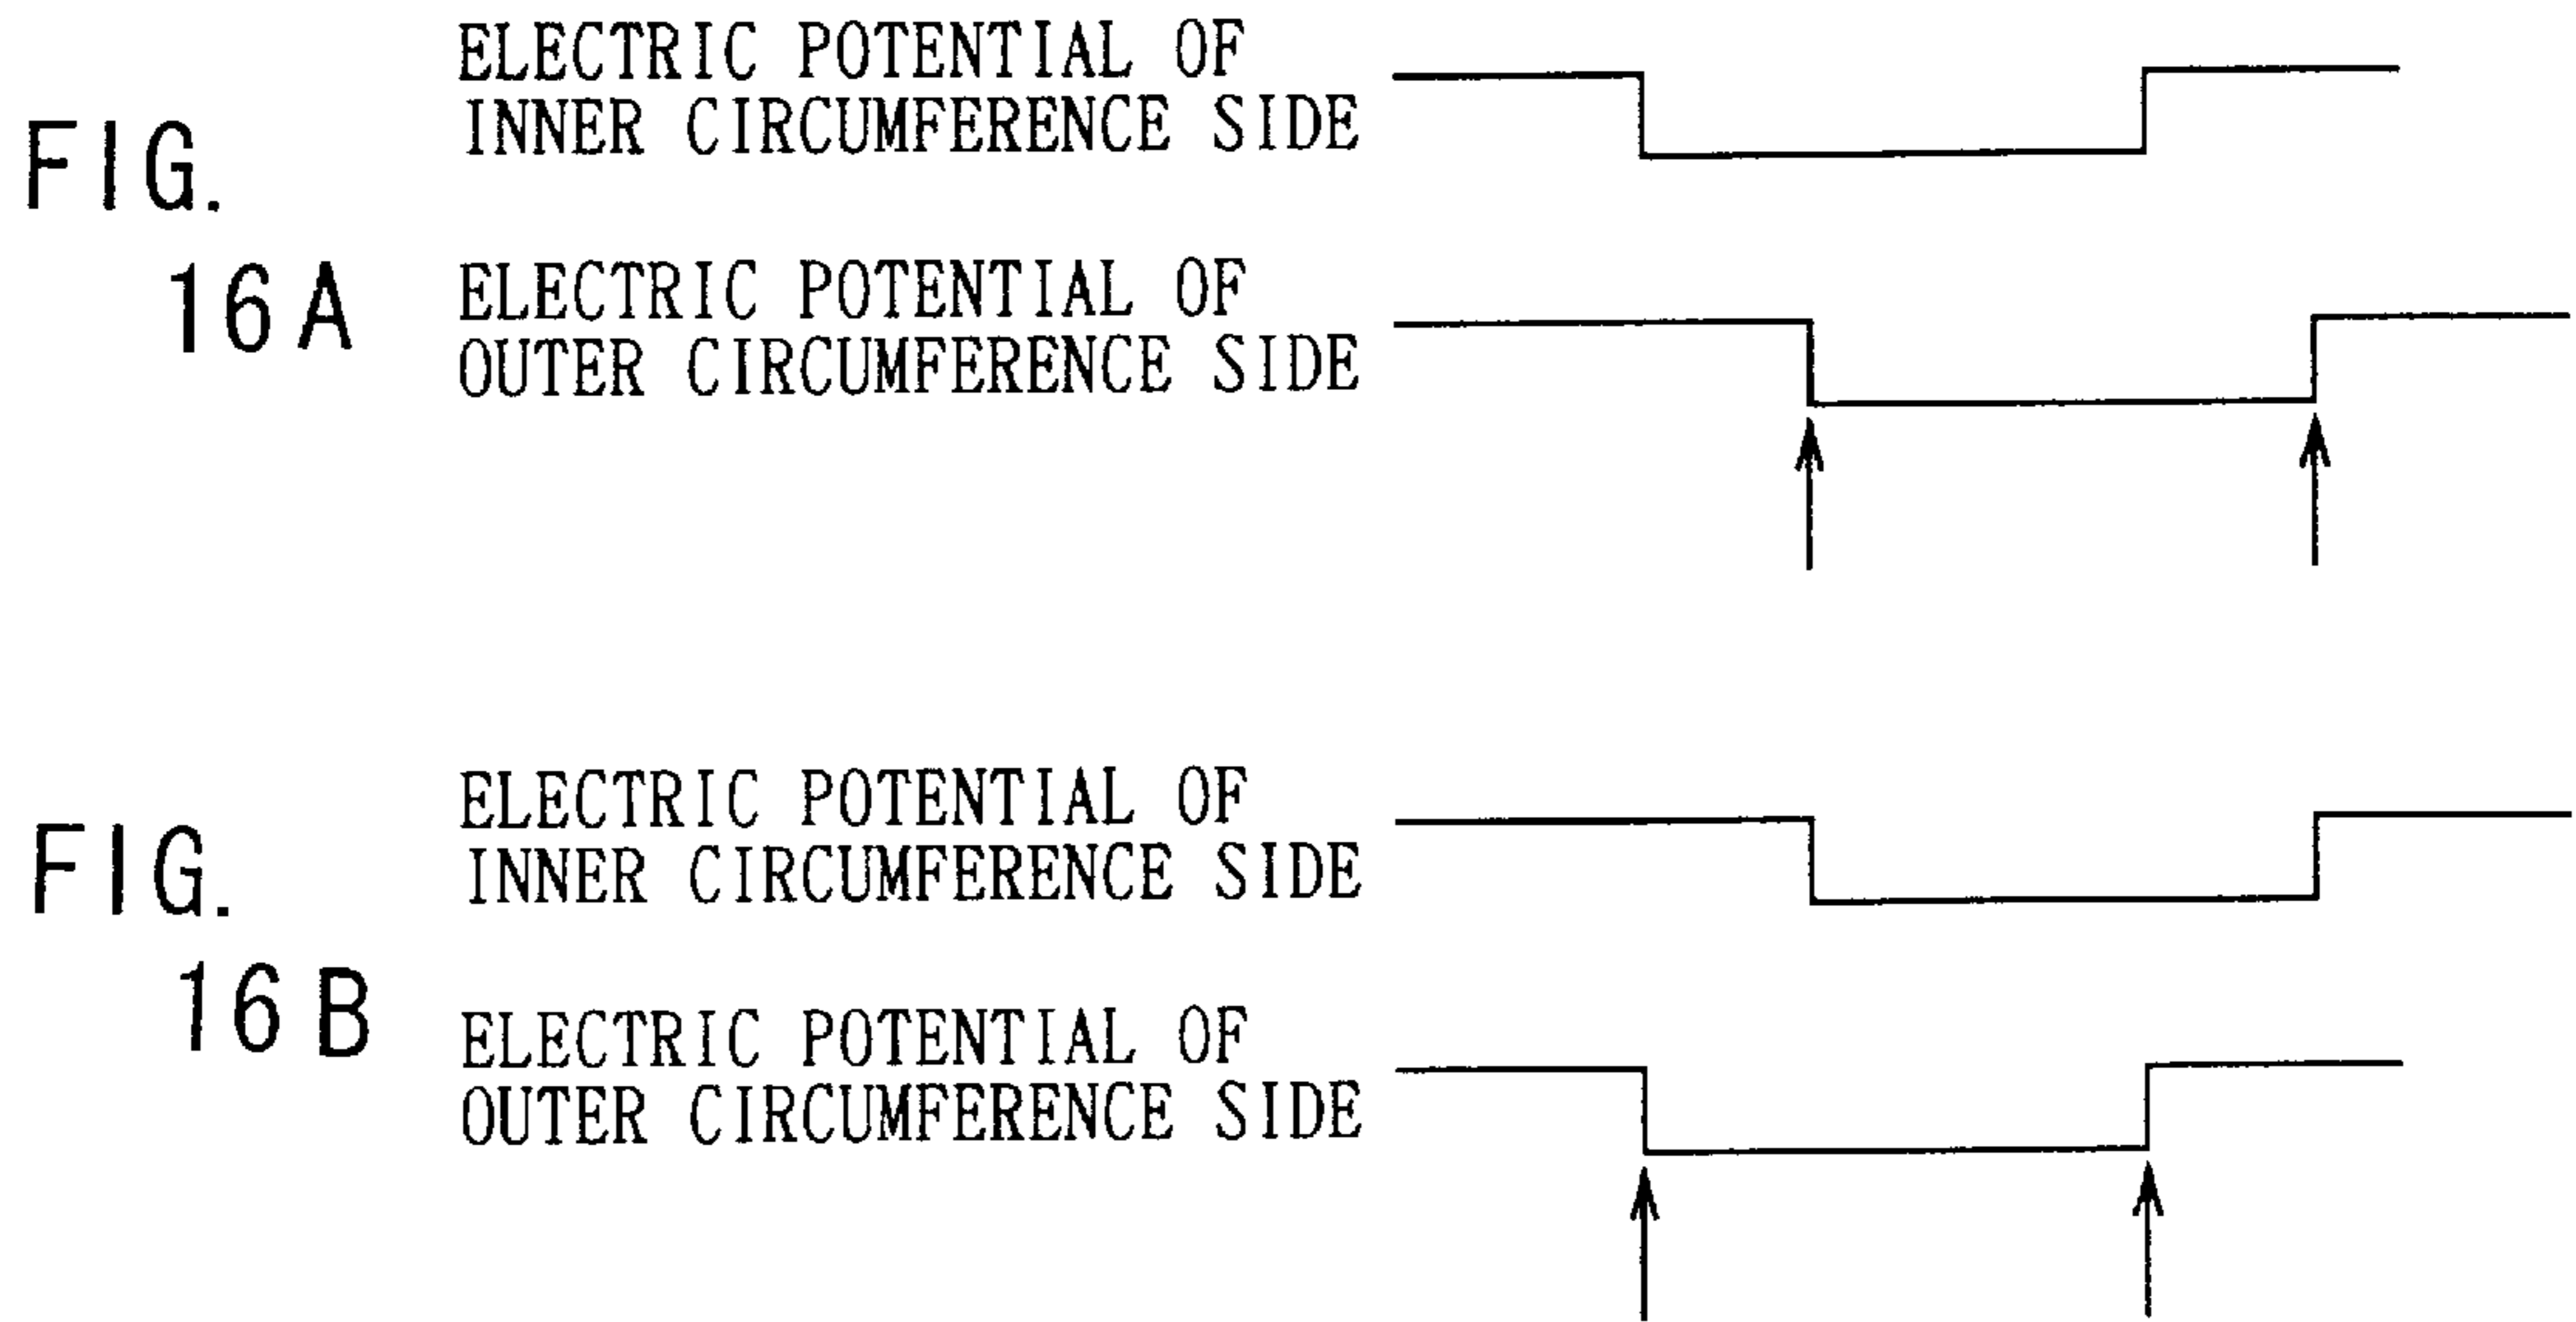 FIG.
16A
ELECTRIC POTENTIAL OF
INNER CIRCUMFERENCE SIDE
ELECTRIC POTENTIAL OF
OUTER CIRCUMFERENCE SIDE
FIG.
16B
ELECTRIC POTENTIAL OF
INNER CIRCUMFERENCE SIDE
ELECTRIC POTENTIAL OF
OUTER CIRCUMFERENCE SIDE